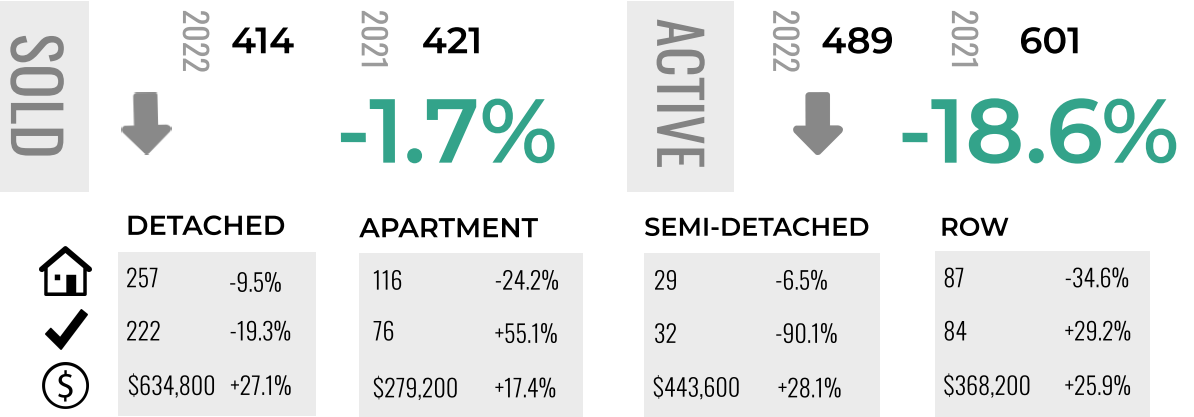 SOLD
2022 414 2021 421
-1.7%
ACTIVE
2022 489 2021 601
-18.6%
DETACHED APARTMENT SEMI-DETACHED ROW
257 -9.5% 116 -24.2% 29 -6.5% 87 -34.6%
222 -19.3% 76 +55.1% 32 -90.1% 84 +29.2%
$634,800 +27.1% $279,200 +17.4% $443,600 +28.1% $368,200 +25.9%